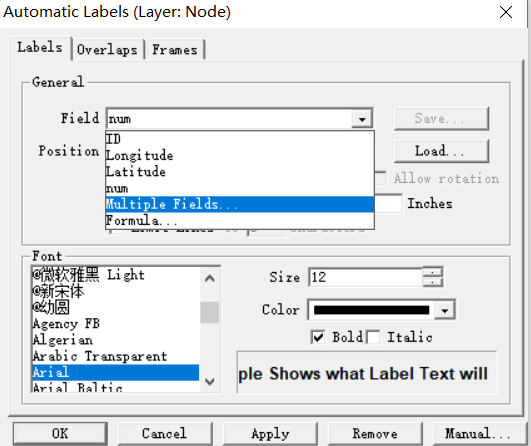 Automatic Labels (Layer: Node)
Labels Overlaps Frames
General
Field num Save...
ID
Position Longitude Load...
Latitude Allow rotation
num
Multiple Fields... Inches
Formula...
Font
@微软雅黑 Light
@新宋体
@幼圆
Agency FB
Algerian
Arabic Transparent
Arial
Arial Baltic
Size 12
Color
Bold Italic
ple Shows what Label Text will
OK Cancel Apply Remove Manual...